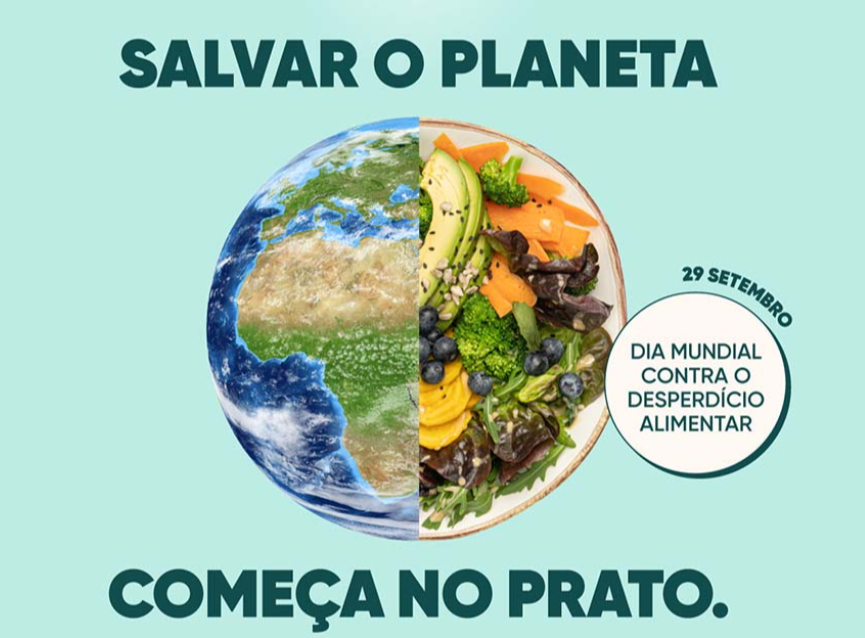 SALVAR O PLANETA
29 SETEMBRO
DIA MUNDIAL
CONTRA O
DESPERDÍCIO
ALIMENTAR
COMEÇA NO PRATO.